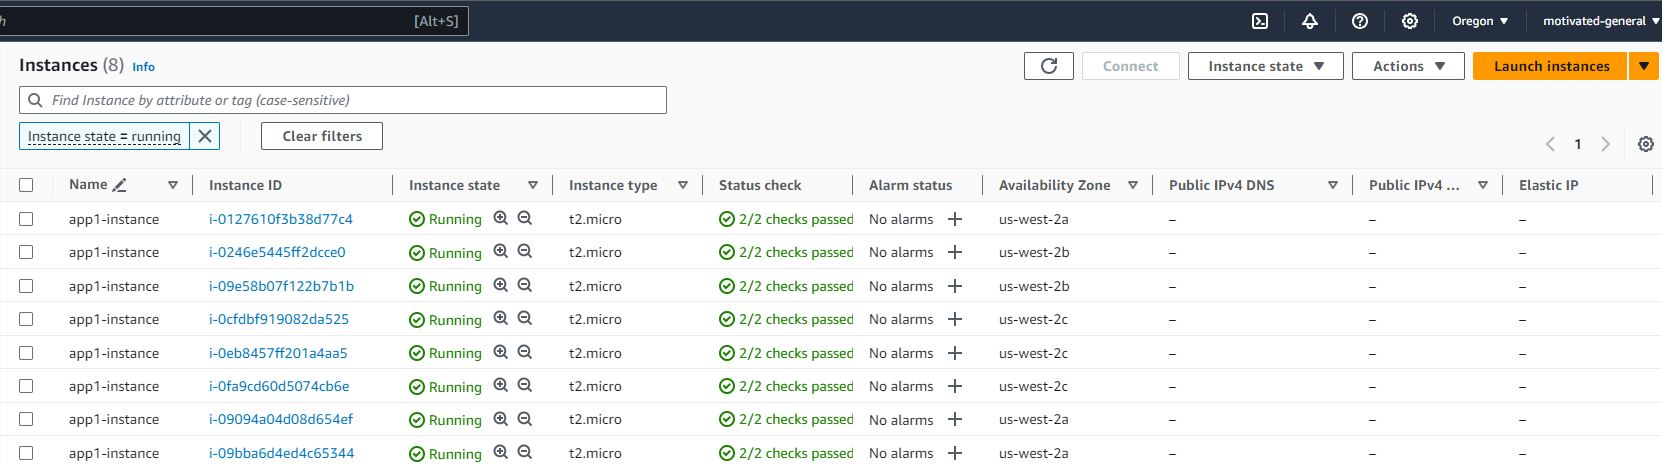 [Alt+S] Oregon ▼ motivated-general ▼
Instances (8) Info Connect Instance state ▼ Actions ▼ Launch instances ▼
Find Instance by attribute or tag (case-sensitive)
Instance state = running Clear filters
1
Name Instance ID Instance state Instance type Status check Alarm status Availability Zone Public IPv4 DNS Public IPv4 ... Elastic IP
app1-instance i-0127610f3b38d77c4 Running t2.micro 2/2 checks passed No alarms + us-west-2a – – –
app1-instance i-0246e5445ff2dcce0 Running t2.micro 2/2 checks passed No alarms + us-west-2b – – –
app1-instance i-09e58b07f122b7b1b Running t2.micro 2/2 checks passed No alarms + us-west-2b – – –
app1-instance i-0cfdbf919082da525 Running t2.micro 2/2 checks passed No alarms + us-west-2c – – –
app1-instance i-0eb8457ff201a4aa5 Running t2.micro 2/2 checks passed No alarms + us-west-2c – – –
app1-instance i-0fa9cd60d5074cb6e Running t2.micro 2/2 checks passed No alarms + us-west-2c – – –
app1-instance i-09094a04d08d654ef Running t2.micro 2/2 checks passed No alarms + us-west-2a – – –
app1-instance i-09bba6d4ed4c65344 Running t2.micro 2/2 checks passed No alarms + us-west-2a – – –